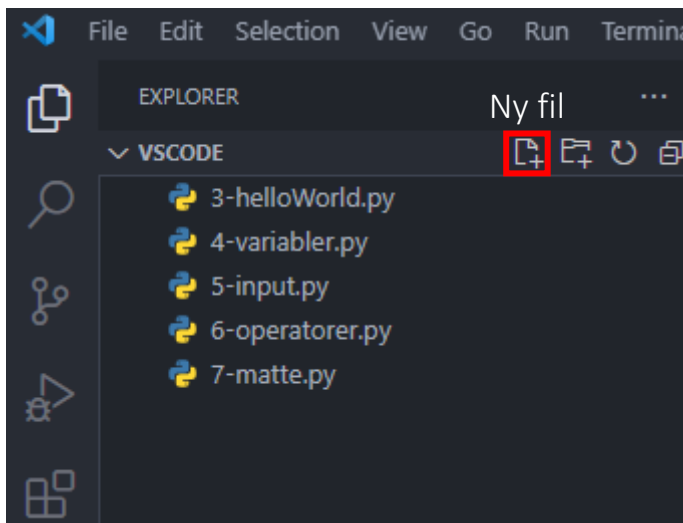 File Edit Selection View Go Run
EXPLORER
Ny fil
VSCODE
3-helloWorld.py
4-variabler.py
5-input.py
6-operatorer.py
7-matte.py